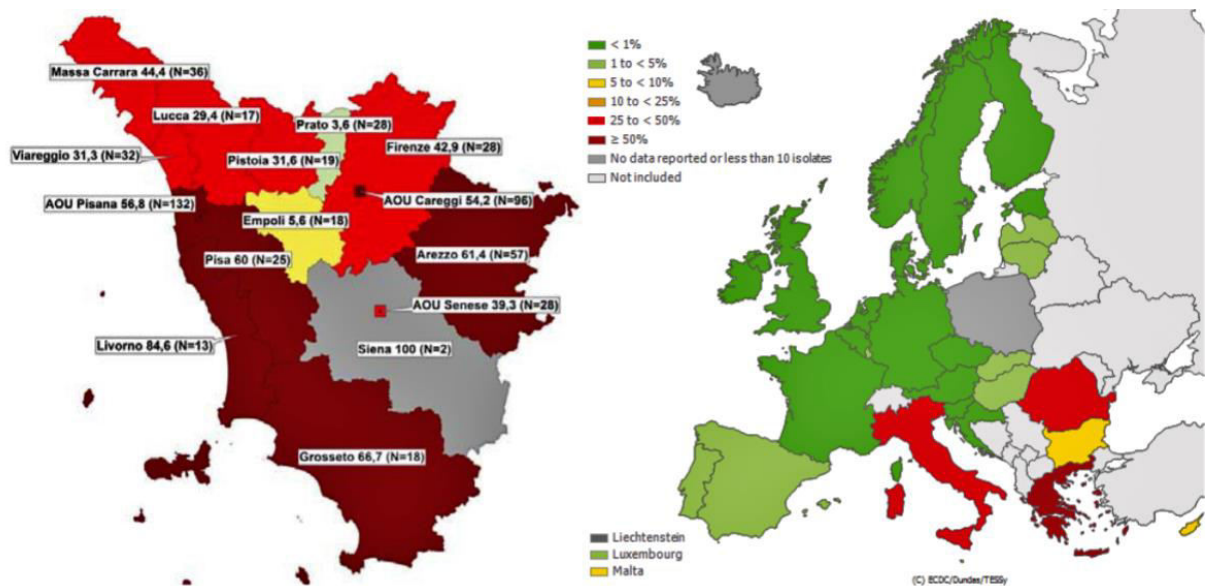 Massa Carrara 44,4 (N=36)
Lucca 29,4 (N=17)
Prato 3,6 (N=28)
Firenze 42,9 (N=28)
Viareggio 31,3 (N=32)
Pistoia 31,6 (N=19)
AOU Pisana 56,8 (N=132)
AOU Careggi 54,2 (N=96)
Empoli 5,6 (N=18)
Pisa 60 (N=25)
Arezzo 61,4 (N=57)
AOU Senese 39,3 (N=28)
Livorno 84,6 (N=13)
Siena 100 (N=2)
Grosseto 66,7 (N=18)
< 1%
1 to < 5%
5 to < 10%
10 to < 25%
25 to < 50%
≥ 50%
No data reported or less than 10 isolates
Not included
Liechtenstein
Luxembourg
Malta
(C) ECDC/Dundas/TESSy